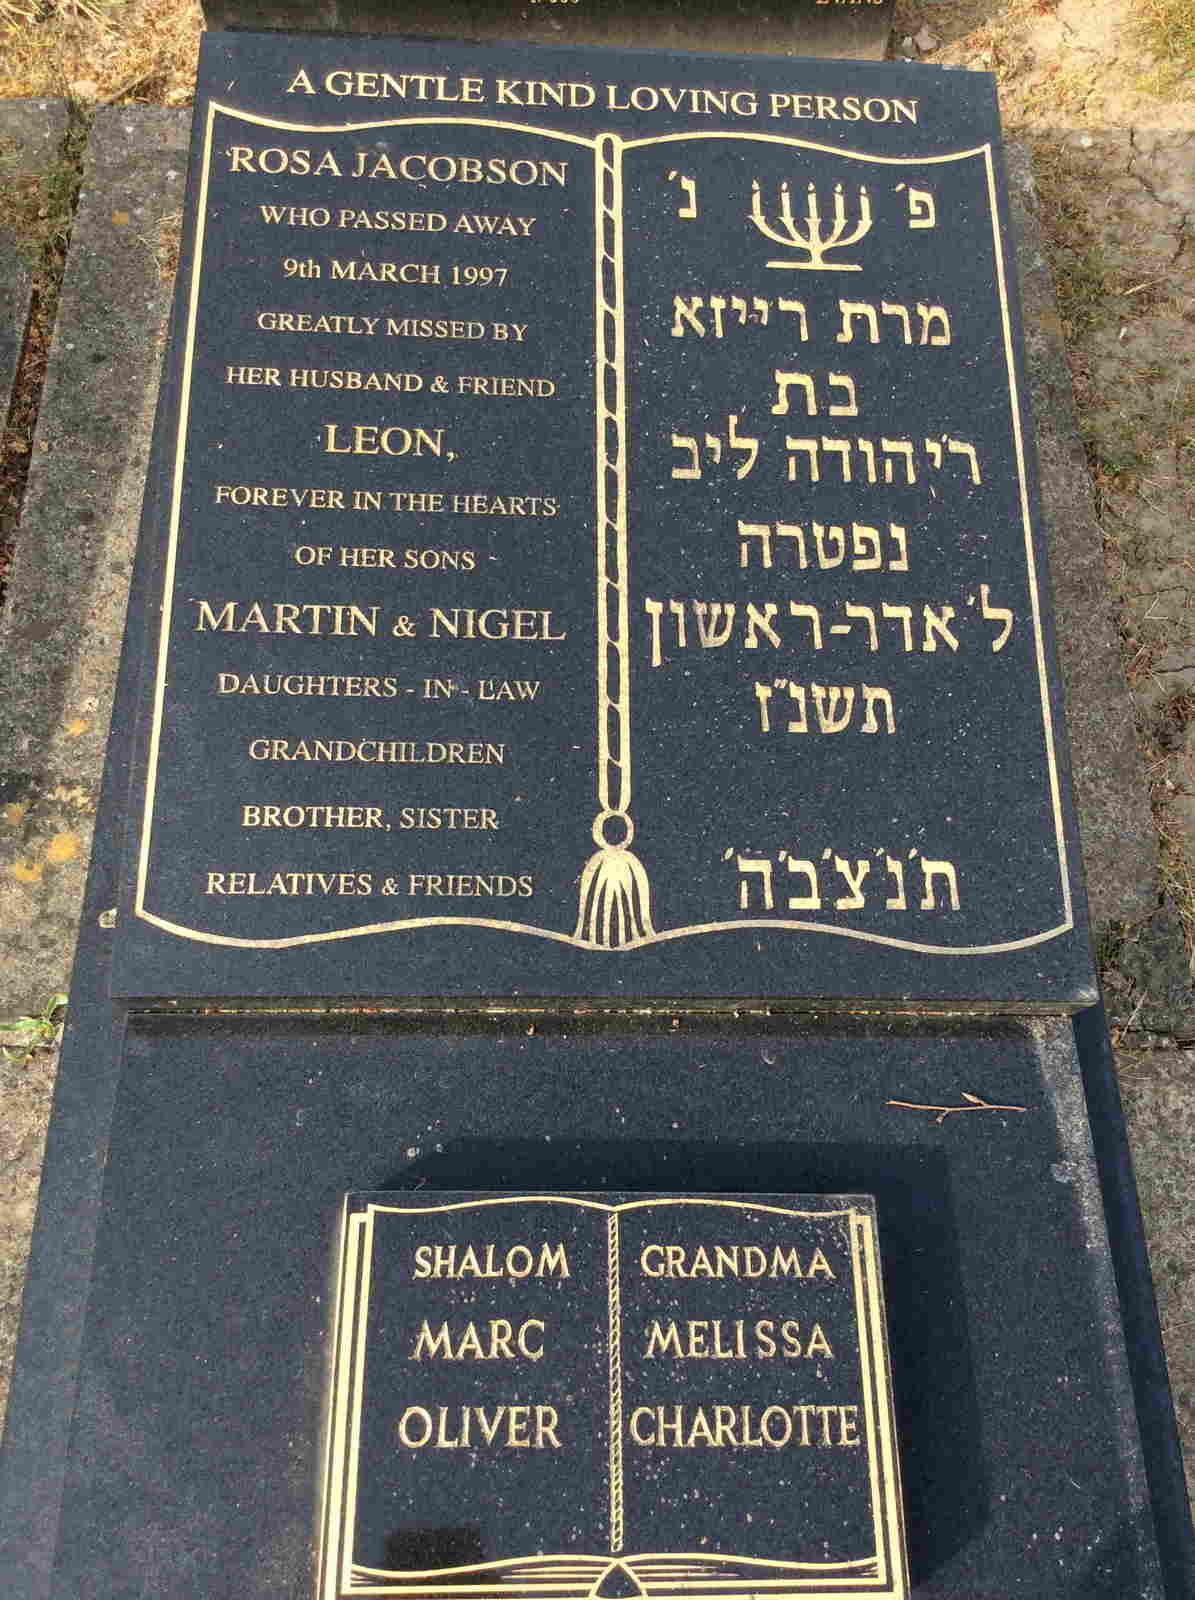 A GENTLE KIND LOVING PERSON
ROSA JACOBSON
WHO PASSED AWAY
9th MARCH 1997
GREATLY MISSED BY
HER HUSBAND & FRIEND
LEON,
FOREVER IN THE HEARTS
OF HER SONS
MARTIN & NIGEL
DAUGHTERS - IN - LAW
GRANDCHILDREN
BROTHER, SISTER
RELATIVES & FRIENDS
פ׳ נ׳
מרת רייזא
בת
ר׳יהודה ליב
נפטרה
ל׳ אדר-ראשון
תשנ״ז
ת׳נ׳צ׳ב׳ה׳
SHALOM GRANDMA
MARC MELISSA
OLIVER CHARLOTTE